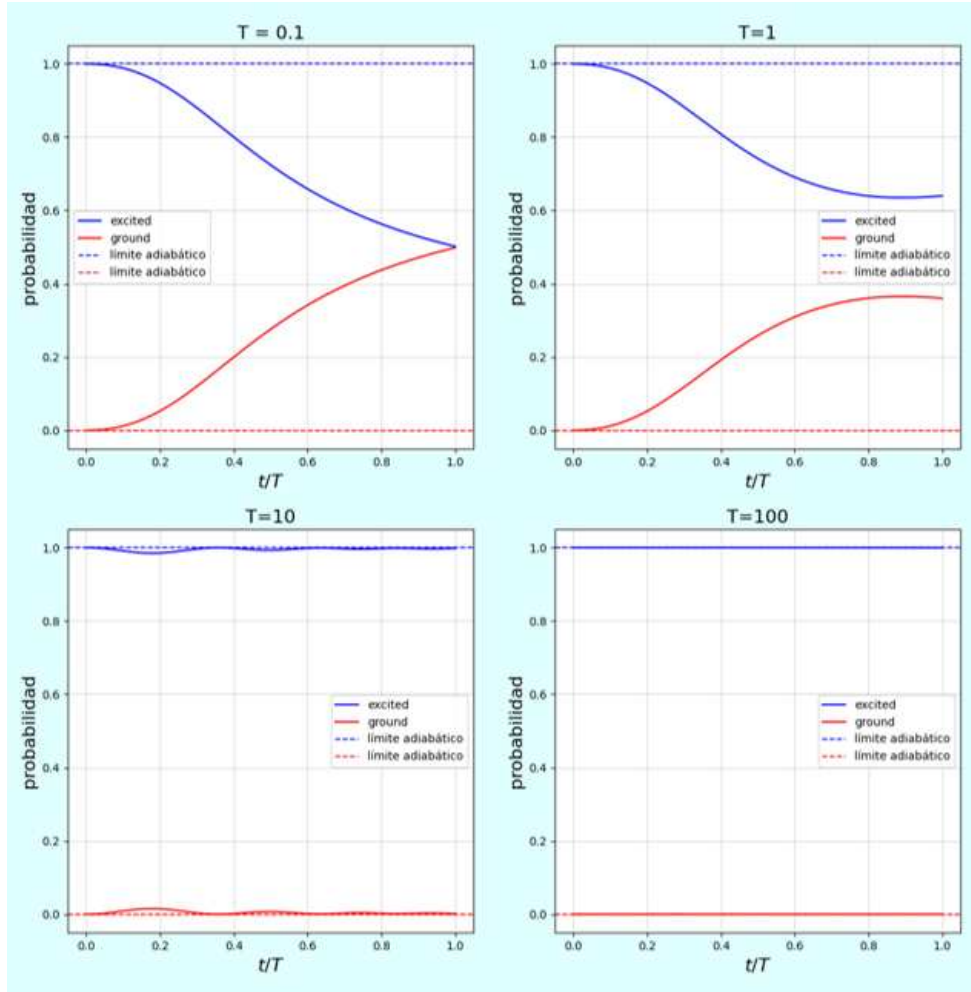 T = 0.1
probabilidad
1.0
0.8
0.6
0.4
0.2
0.0
excited
ground
límite adiabático
límite adiabático
0.0 0.2 0.4 0.6 0.8 1.0
t/T
T=1
probabilidad
1.0
0.8
0.6
0.4
0.2
0.0
excited
ground
límite adiabático
límite adiabático
0.0 0.2 0.4 0.6 0.8 1.0
t/T
T=10
probabilidad
1.0
0.8
0.6
0.4
0.2
0.0
excited
ground
límite adiabático
límite adiabático
0.0 0.2 0.4 0.6 0.8 1.0
t/T
T=100
probabilidad
1.0
0.8
0.6
0.4
0.2
0.0
excited
ground
límite adiabático
límite adiabático
0.0 0.2 0.4 0.6 0.8 1.0
t/T